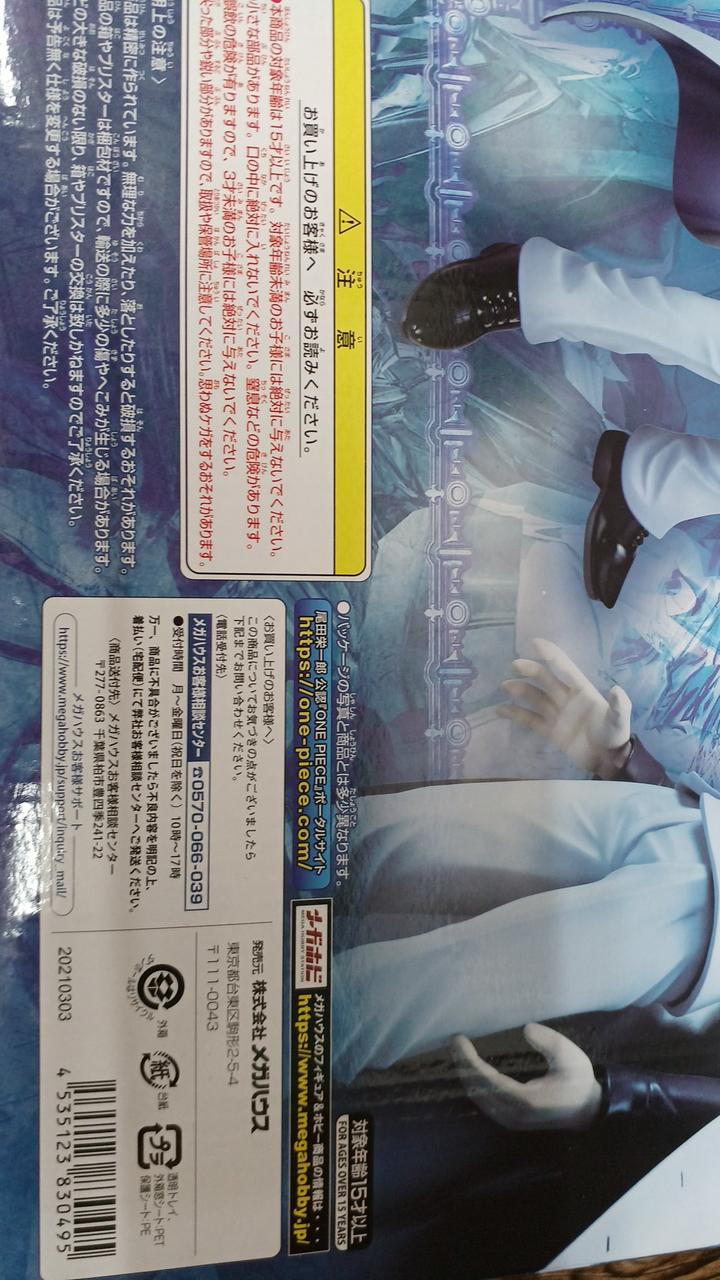 ⚠ 注 意
お買い上げのお客様へ 必ずお読みください。
商品の対象年齢は15才以上です。対象年齢未満のお子様には絶対に与えないでください。
さな部品があります。口の中に絶対に入れないでください。窒息などの危険があります。
誤飲の危険が有りますので、3才未満のお子様には絶対に与えないでください。
った部分や鋭い部分がありますので、取扱や保管場所に注意してください。思わぬケガをするおそれがあります。
用上の注意〉
品は精密に作られています。無理な力を加えたり、落としたりすると破損するおそれがあります。
品の箱やブリスターは梱包材ですので、輸送の際に多少の傷やへこみが生じる場合があります。
どの大きな破損のない限り、箱やブリスターの交換は致しかねますのでご了承ください。
品は予告無く仕様を変更する場合がございます。ご了承ください。
●パッケージの写真と商品とは多少異なります。
尾田栄一郎 公認『ONE PIECE』ポータルサイト
https://one-piece.com/
メガホビ
MEGA HOBBY STATION
メガハウスのフィギュア&ホビー商品の情報は・・・
https://www.megahobby.jp/
対象年齢15才以上
FOR AGES OVER 15 YEARS
〈お買い上げのお客様へ〉
この商品についてお気づきの点がございましたら
下記までお問い合わせください。
〈電話受付先〉
メガハウスお客様相談センター ☎0570-066-039
●受付時間 月〜金曜日(祝日を除く) 10時〜17時
万一、商品に不具合がございましたら不良内容を明記の上、
着払い(宅配便)にて弊社お客様相談センターへご発送ください。
〈商品送付先〉メガハウスお客様相談センター
〒277-0863 千葉県柏市豊四季241-22
メガハウスお客様サポート
https://www.megahobby.jp/support/inquiry_mail/
発売元 株式会社 メガハウス
東京都台東区駒形2-5-4
〒111-0043
外箱
紙
台紙
プラ
透明トレイ、
外箱窓シート:PET
保護シート:PE
20210303
4 535123 830495